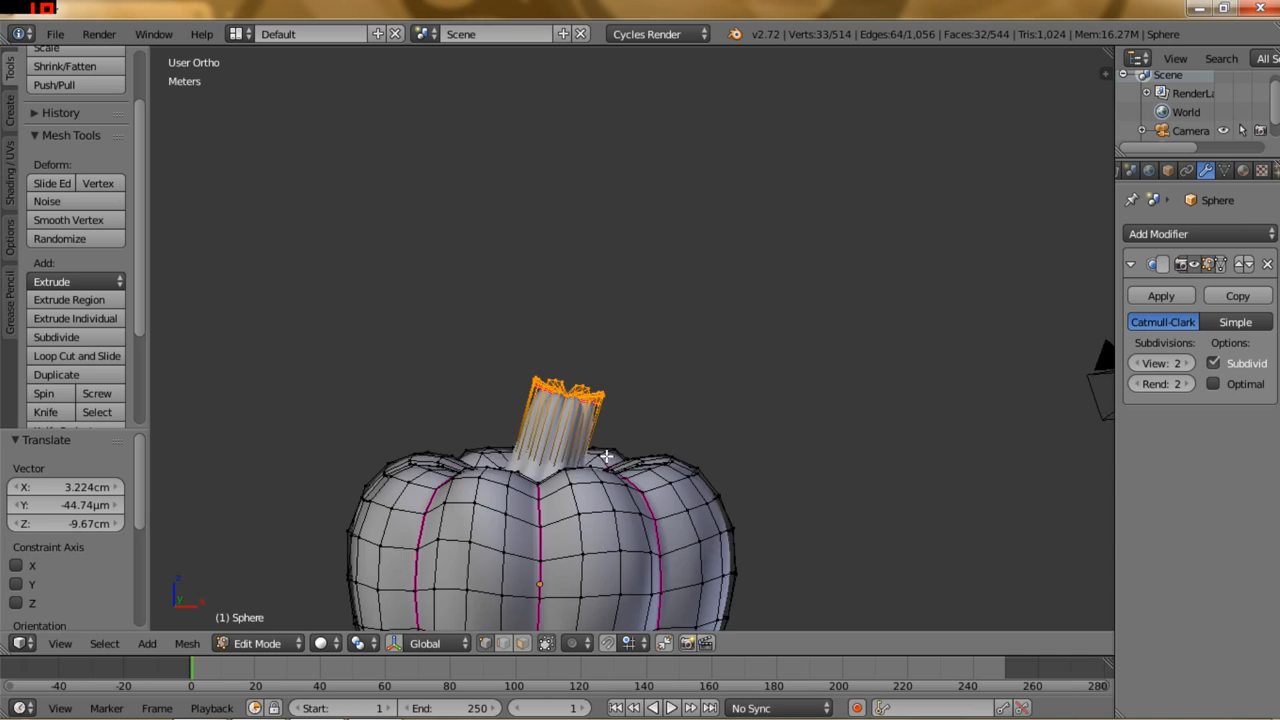 File Render Window Help Default Scene Cycles Render v2.72 | Verts:33/514 | Edges:64/1,056 | Faces:32/544 | Tris:1,024 | Mem:16.27M | Sphere
Tools
Create
Shading / UVs
Options
Grease Pencil
Scale
Shrink/Fatten
Push/Pull
History
Mesh Tools
Deform:
Slide Ed Vertex
Noise
Smooth Vertex
Randomize
Add:
Extrude
Extrude Region
Extrude Individual
Subdivide
Loop Cut and Slide
Duplicate
Spin Screw
Knife Select
Translate
Vector
X: 3.224cm
Y: -44.74µm
Z: -9.67cm
Constraint Axis
X
Y
Z
Orientation
User Ortho
Meters
z
y x
(1) Sphere
View Search All S
Scene
RenderLa
World
Camera
Sphere
Add Modifier
Apply Copy
Catmull-Clark Simple
Subdivisions: Options:
View: 2 Subdivid
Rend: 2 Optimal
View Select Add Mesh Edit Mode Global
-40 -20 0 20 40 60 80 100 120 140 160 180 200 220 240 260 280
View Marker Frame Playback Start: 1 End: 250 1 No Sync